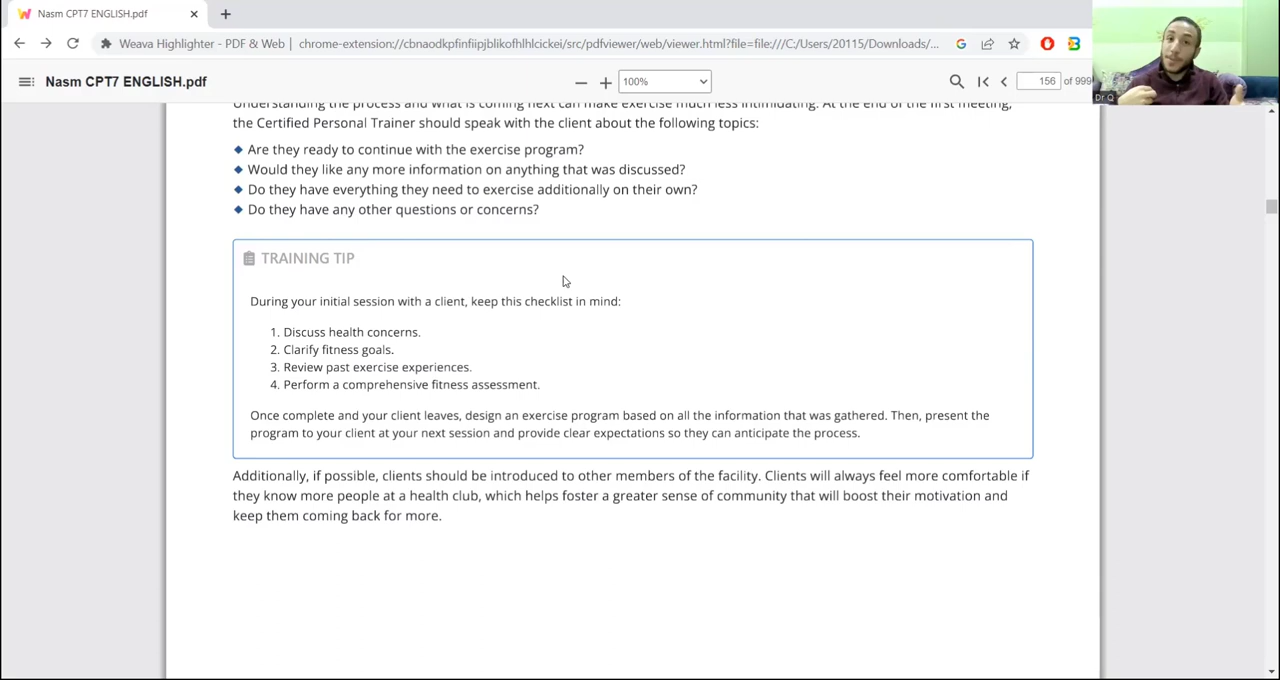 Nasm CPT7 ENGLISH.pdf
Weava Highlighter - PDF & Web | chrome-extension://cbnaodkpfinfiipjblikofhlhlcickei/src/pdfviewer/web/viewer.html?file=file:///C:/Users/20115/Downloads/...
Nasm CPT7 ENGLISH.pdf
100%
156 of 999
Dr Q
Understanding the process and what is coming next can make exercise much less intimidating. At the end of the first meeting,
the Certified Personal Trainer should speak with the client about the following topics:
◆ Are they ready to continue with the exercise program?
◆ Would they like any more information on anything that was discussed?
◆ Do they have everything they need to exercise additionally on their own?
◆ Do they have any other questions or concerns?
TRAINING TIP
During your initial session with a client, keep this checklist in mind:
1. Discuss health concerns.
2. Clarify fitness goals.
3. Review past exercise experiences.
4. Perform a comprehensive fitness assessment.
Once complete and your client leaves, design an exercise program based on all the information that was gathered. Then, present the
program to your client at your next session and provide clear expectations so they can anticipate the process.
Additionally, if possible, clients should be introduced to other members of the facility. Clients will always feel more comfortable if
they know more people at a health club, which helps foster a greater sense of community that will boost their motivation and
keep them coming back for more.